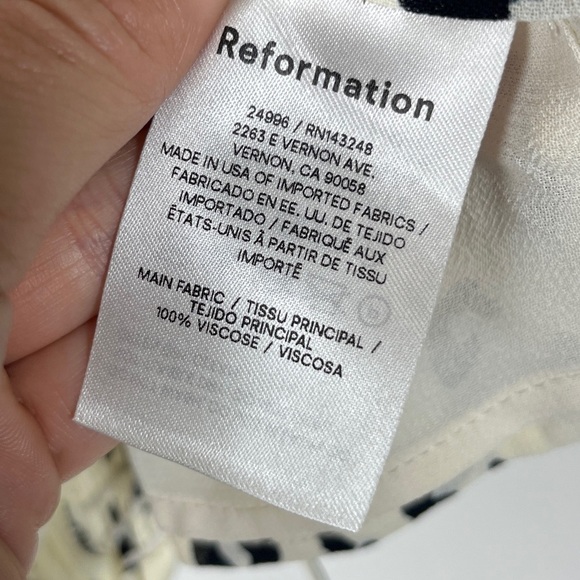 Reformation
24996 / RN143248
2263 E VERNON AVE.
VERNON, CA 90058
MADE IN USA OF IMPORTED FABRICS /
FABRICADO EN EE. UU. DE TEJIDO
IMPORTADO / FABRIQUÉ AUX
ÉTATS-UNIS À PARTIR DE TISSU
IMPORTÉ
MAIN FABRIC / TISSU PRINCIPAL /
TEJIDO PRINCIPAL
100% VISCOSE / VISCOSA